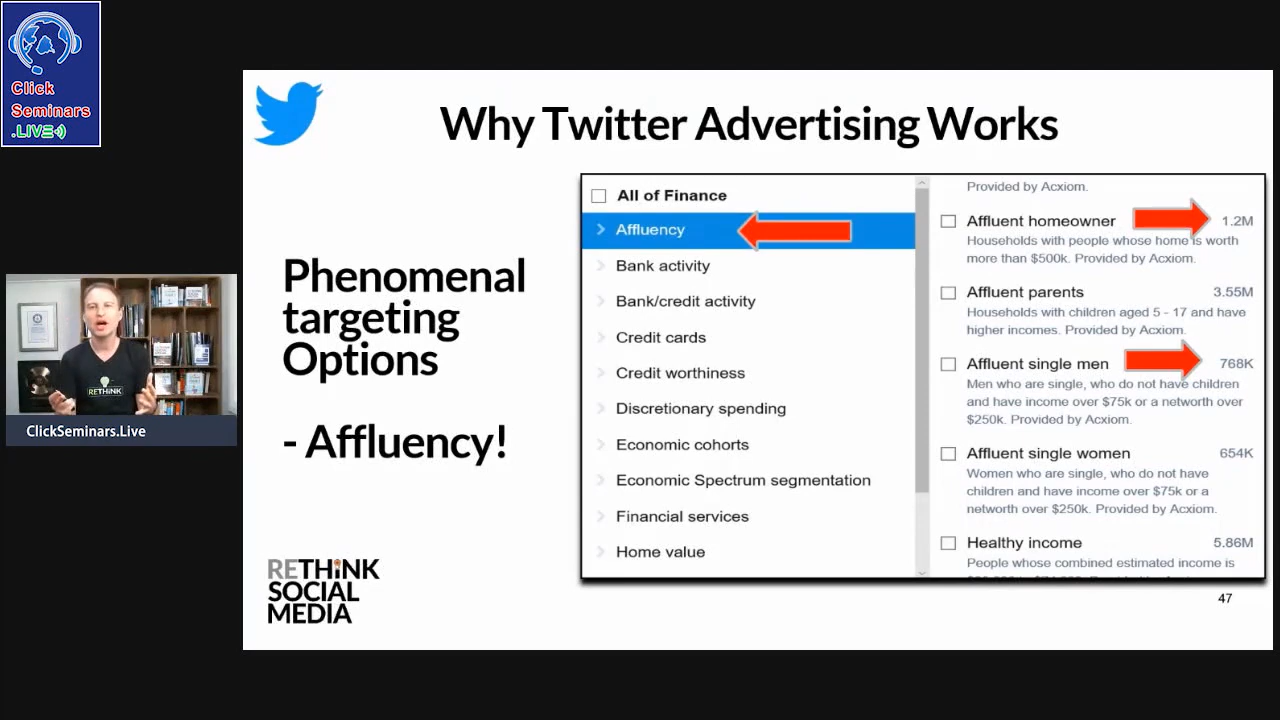 Click
Seminars
.LIVE
Why Twitter Advertising Works
Phenomenal
targeting
Options
- Affluency!
All of Finance
Affluency
Bank activity
Bank/credit activity
Credit cards
Credit worthiness
Discretionary spending
Economic cohorts
Economic Spectrum segmentation
Financial services
Home value
Provided by Acxiom.
Affluent homeowner 1.2M
Households with people whose home is worth
more than $500k. Provided by Acxiom.
Affluent parents 3.55M
Households with children aged 5 - 17 and have
higher incomes. Provided by Acxiom.
Affluent single men 768K
Men who are single, who do not have children
and have income over $75k or a networth over
$250k. Provided by Acxiom.
Affluent single women 654K
Women who are single, who do not have
children and have income over $75k or a
networth over $250k. Provided by Acxiom.
Healthy income 5.86M
People whose combined estimated income is
RETHINK
ClickSeminars.Live
RETHINK
SOCIAL
MEDIA
47